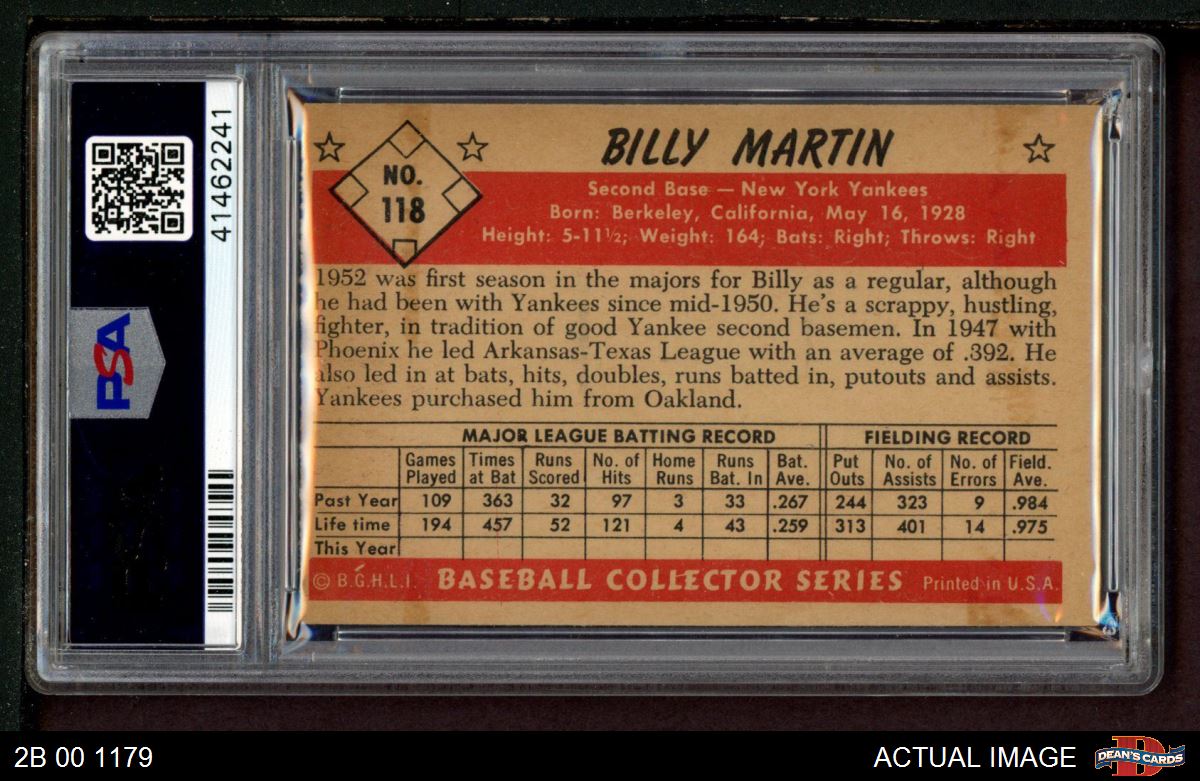 41462241
PSA
NO.
118
BILLY MARTIN
Second Base — New York Yankees
Born: Berkeley, California, May 16, 1928
Height: 5-11½; Weight: 164; Bats: Right; Throws: Right
1952 was first season in the majors for Billy as a regular, although
he had been with Yankees since mid-1950. He's a scrappy, hustling,
fighter, in tradition of good Yankee second basemen. In 1947 with
Phoenix he led Arkansas-Texas League with an average of .392. He
also led in at bats, hits, doubles, runs batted in, putouts and assists.
Yankees purchased him from Oakland.
MAJOR LEAGUE BATTING RECORD FIELDING RECORD
Games Times Runs No. of Home Runs Bat. Put No. of No. of Field.
Played at Bat Scored Hits Runs Bat. In Ave. Outs Assists Errors Ave.
Past Year 109 363 32 97 3 33 .267 244 323 9 .984
Life time 194 457 52 121 4 43 .259 313 401 14 .975
This Year
© B.G.H.L.I. BASEBALL COLLECTOR SERIES Printed in U.S.A.
2B 00 1179 ACTUAL IMAGE DEAN'S CARDS